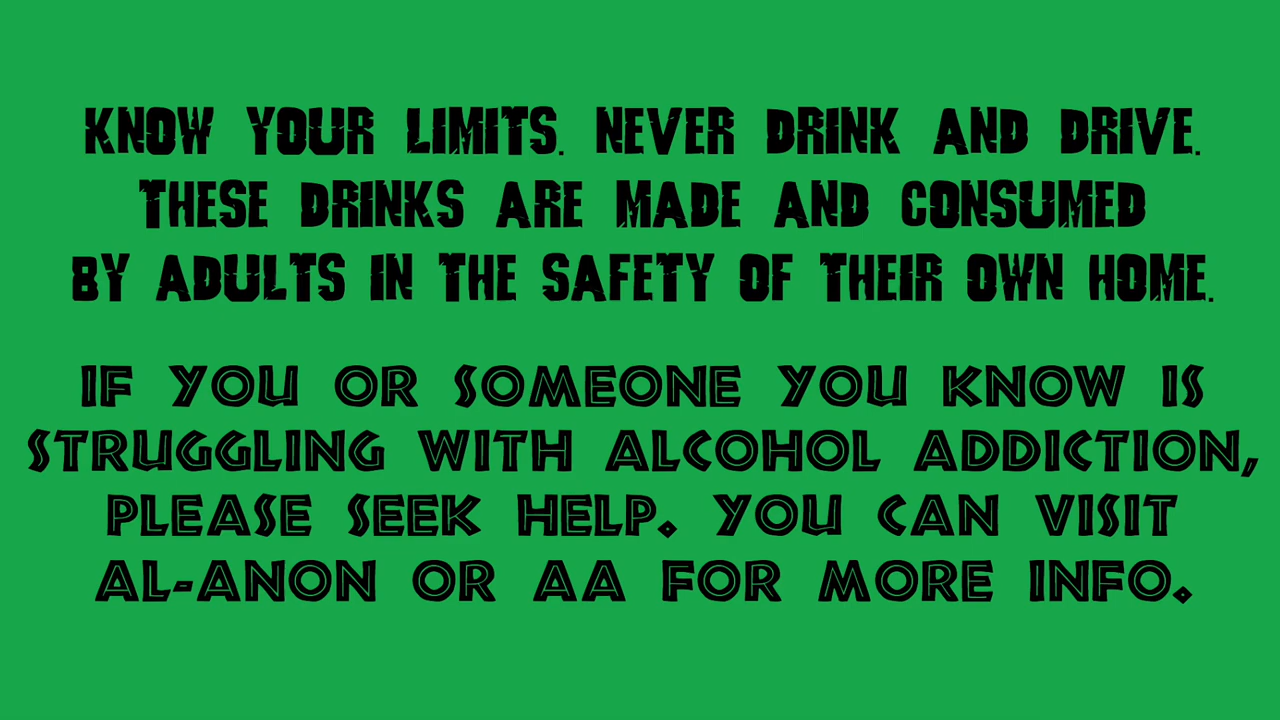 KNOW YOUR LIMITS. NEVER DRINK AND DRIVE.
THESE DRINKS ARE MADE AND CONSUMED
BY ADULTS IN THE SAFETY OF THEIR OWN HOME.
IF YOU OR SOMEONE YOU KNOW IS
STRUGGLING WITH ALCOHOL ADDICTION,
PLEASE SEEK HELP. YOU CAN VISIT
AL-ANON OR AA FOR MORE INFO.